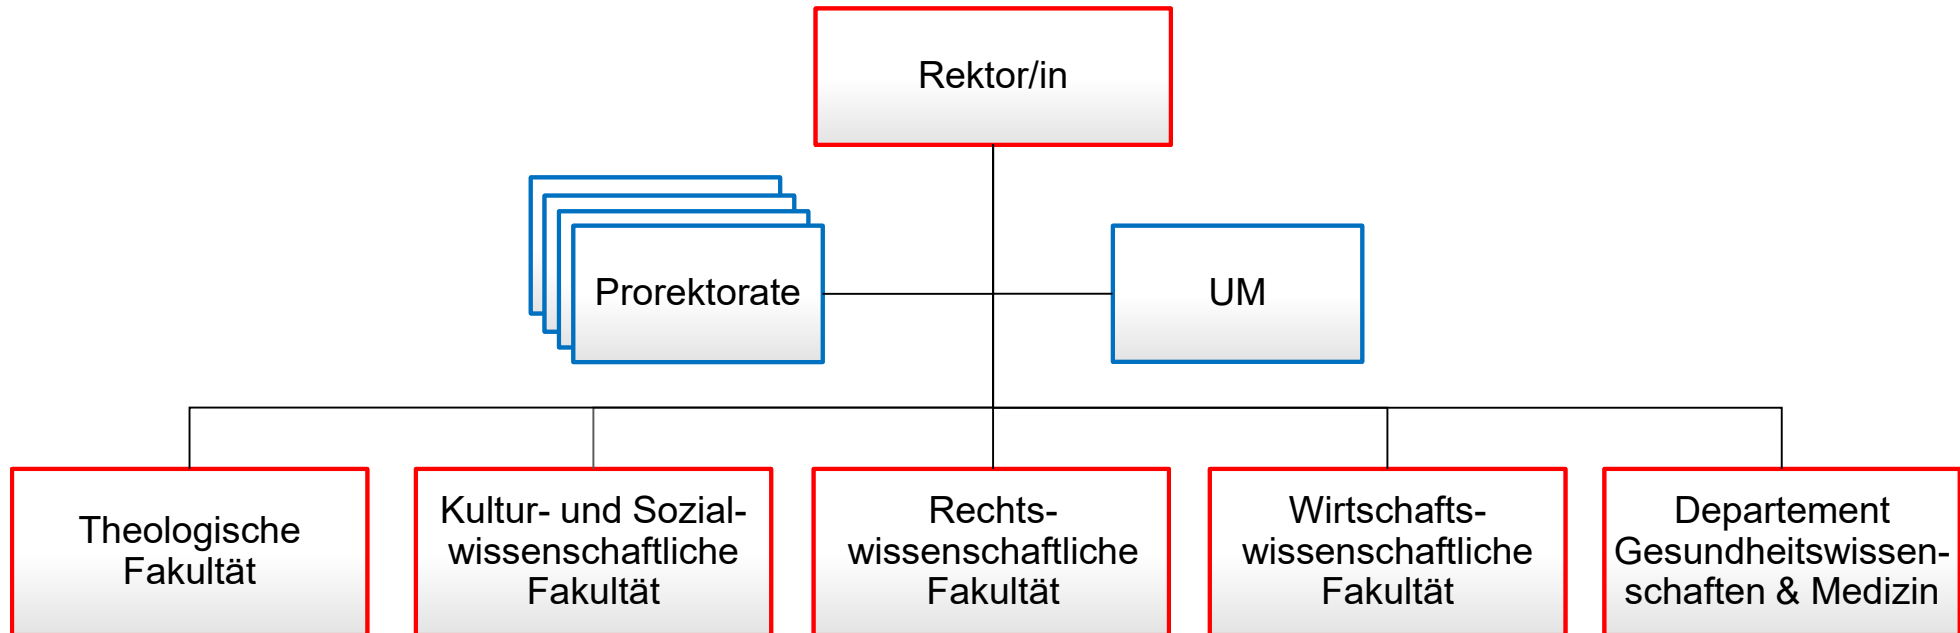 Rektor/in
Prorektorate
UM
Theologische
Fakultät
Kultur- und Sozial-
wissenschaftliche
Fakultät
Rechts-
wissenschaftliche
Fakultät
Wirtschafts-
wissenschaftliche
Fakultät
Departement
Gesundheitswissen-
schaften & Medizin